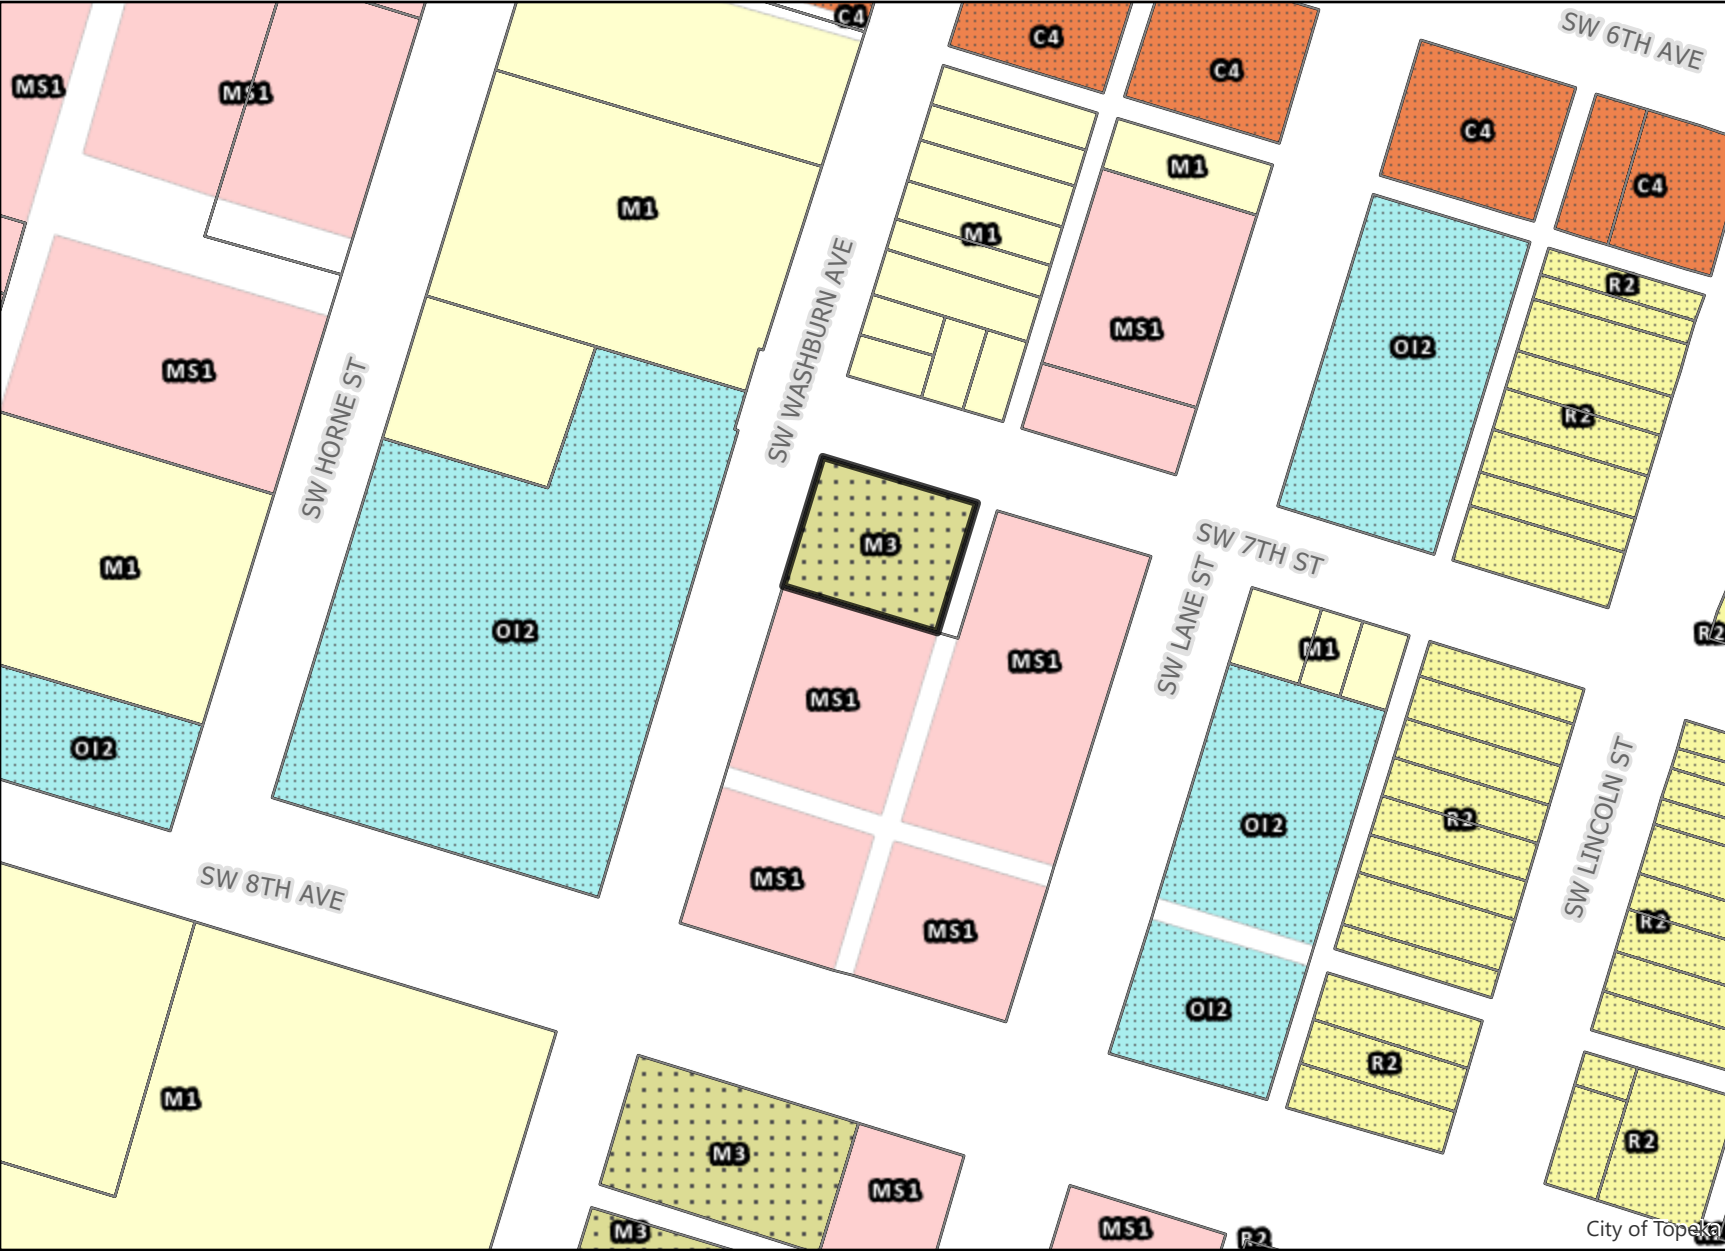 C4
C4
SW 6TH AVE
C4
MS1
MS1
C4
M1
C4
M1
M1
R2
MS1
OI2
MS1
R2
SW WASHBURN AVE
SW HORNE ST
M3
SW 7TH ST
M1
OI2
SW LANE ST
R2
M1
MS1
MS1
OI2
R2
OI2
SW LINCOLN ST
SW 8TH AVE
MS1
MS1
R2
OI2
R2
M1
M3
R2
MS1
M3
MS1
R2
City of Topeka